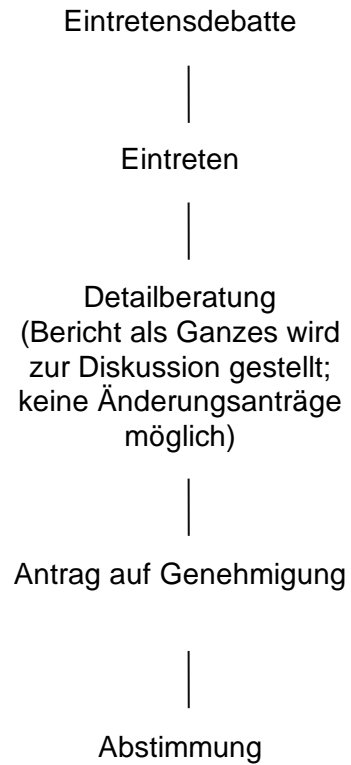 Eintretensdebatte
Eintreten
Detailberatung
(Bericht als Ganzes wird
zur Diskussion gestellt;
keine Änderungsanträge
möglich)
Antrag auf Genehmigung
Abstimmung